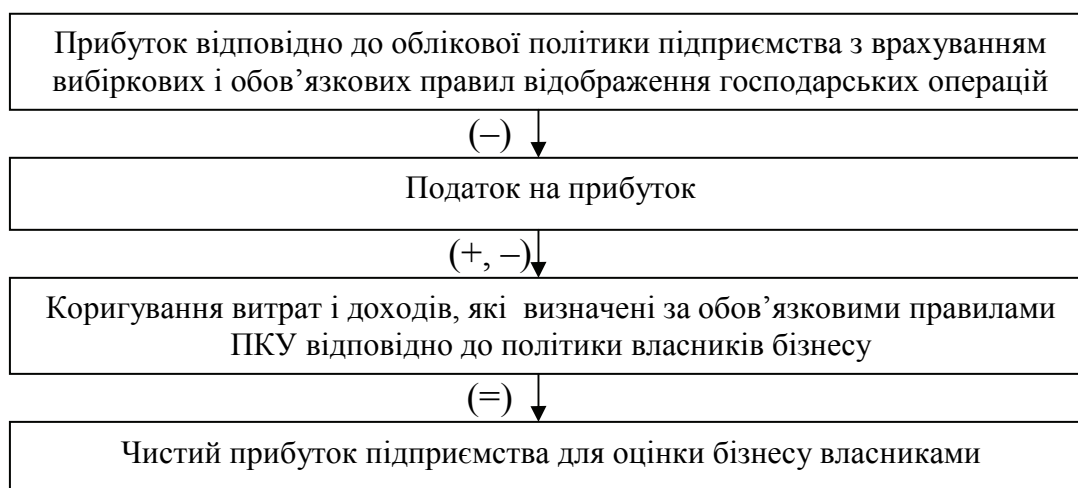 Прибуток відповідно до облікової політики підприємства з врахуванням
вибіркових і обов’язкових правил відображення господарських операцій
(–)
Податок на прибуток
(+, –)
Коригування витрат і доходів, які визначені за обов’язковими правилами
ПКУ відповідно до політики власників бізнесу
(=)
Чистий прибуток підприємства для оцінки бізнесу власниками